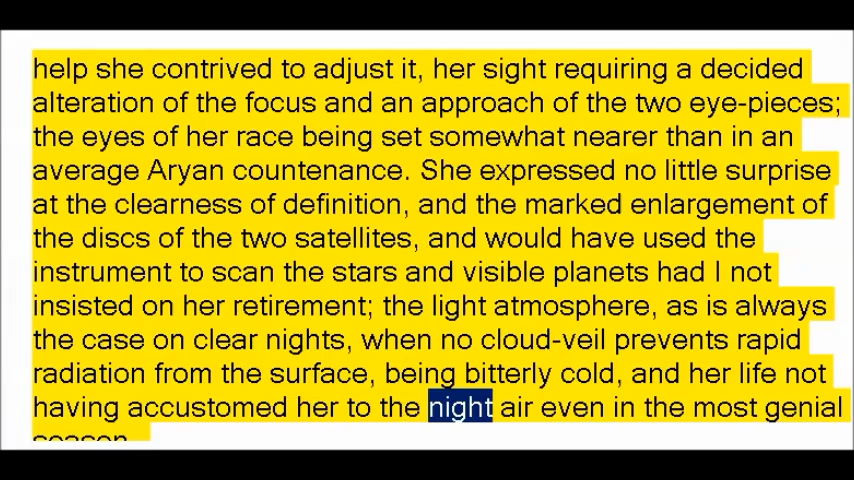 help she contrived to adjust it, her sight requiring a decided
alteration of the focus and an approach of the two eye-pieces;
the eyes of her race being set somewhat nearer than in an
average Aryan countenance. She expressed no little surprise
at the clearness of definition, and the marked enlargement of
the discs of the two satellites, and would have used the
instrument to scan the stars and visible planets had I not
insisted on her retirement; the light atmosphere, as is always
the case on clear nights, when no cloud-veil prevents rapid
radiation from the surface, being bitterly cold, and her life not
having accustomed her to the night air even in the most genial
season.